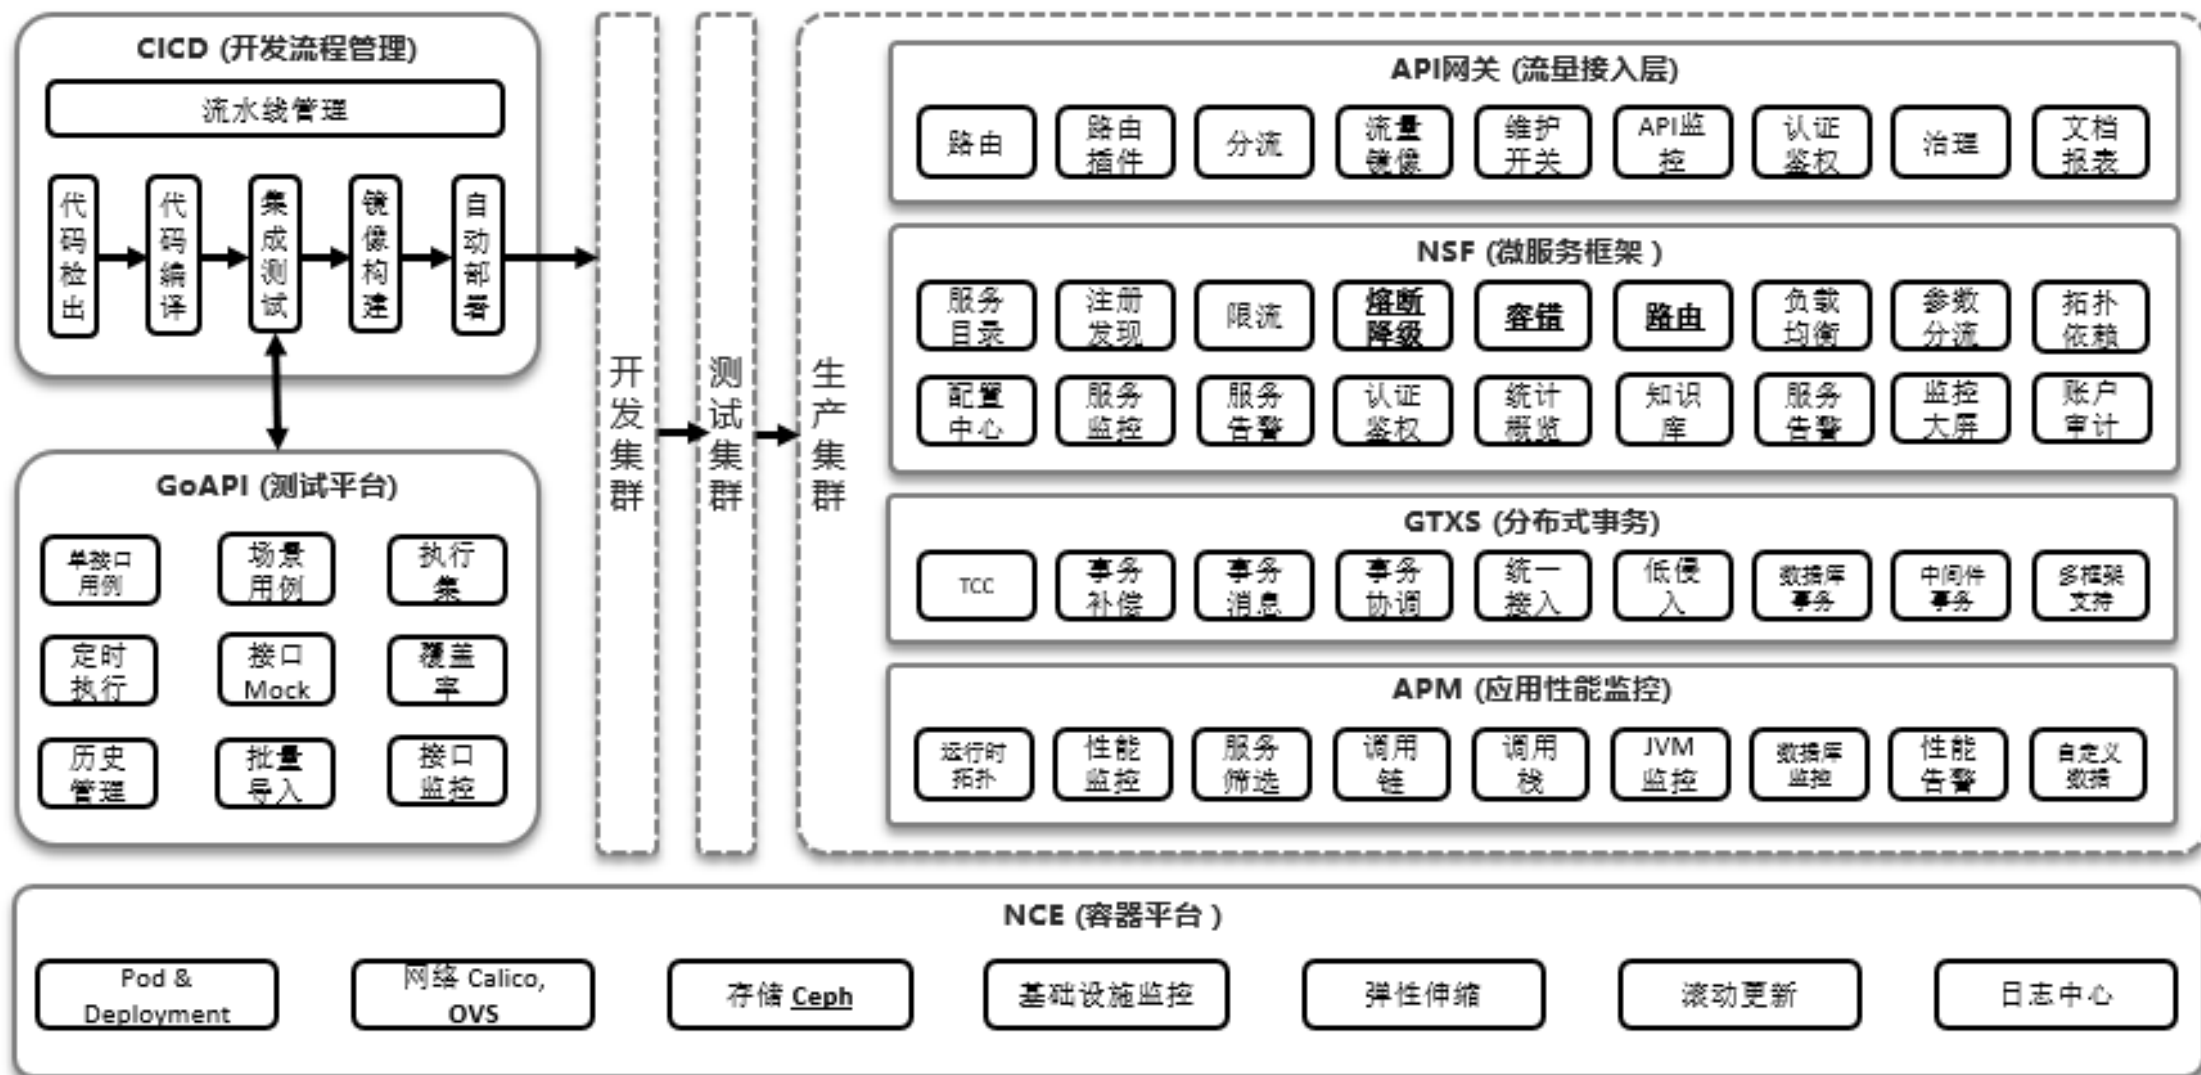 CICD (开发流程管理)
流水线管理
代
码
检
出
代
码
编
译
集
成
测
试
镜
像
构
建
自
动
部
署
GoAPI (测试平台)
单接口
用例
场景
用例
执行
集
定时
执行
接口
Mock
覆盖
率
历史
管理
批量
导入
接口
监控
开
发
集
群
测
试
集
群
生
产
集
群
API网关 (流量接入层)
路由
路由
插件
分流
流量
镜像
维护
开关
API监
控
认证
鉴权
治理
文档
报表
NSF (微服务框架 )
服务
目录
注册
发现
限流
熔断
降级
容错
路由
负载
均衡
参数
分流
拓扑
依赖
配置
中心
服务
监控
服务
告警
认证
鉴权
统计
概览
知识
库
服务
告警
监控
大屏
账户
审计
GTXS (分布式事务)
TCC
事务
补偿
事务
消息
事务
协调
统一
接入
低侵
入
数据库
事务
中间件
事务
多框架
支持
APM (应用性能监控)
运行时
拓扑
性能
监控
服务
筛选
调用
链
调用
栈
JVM
监控
数据库
监控
性能
告警
自定义
数据
NCE (容器平台 )
Pod &
Deployment
网络 Calico,
OVS
存储 Ceph
基础设施监控
弹性伸缩
滚动更新
日志中心